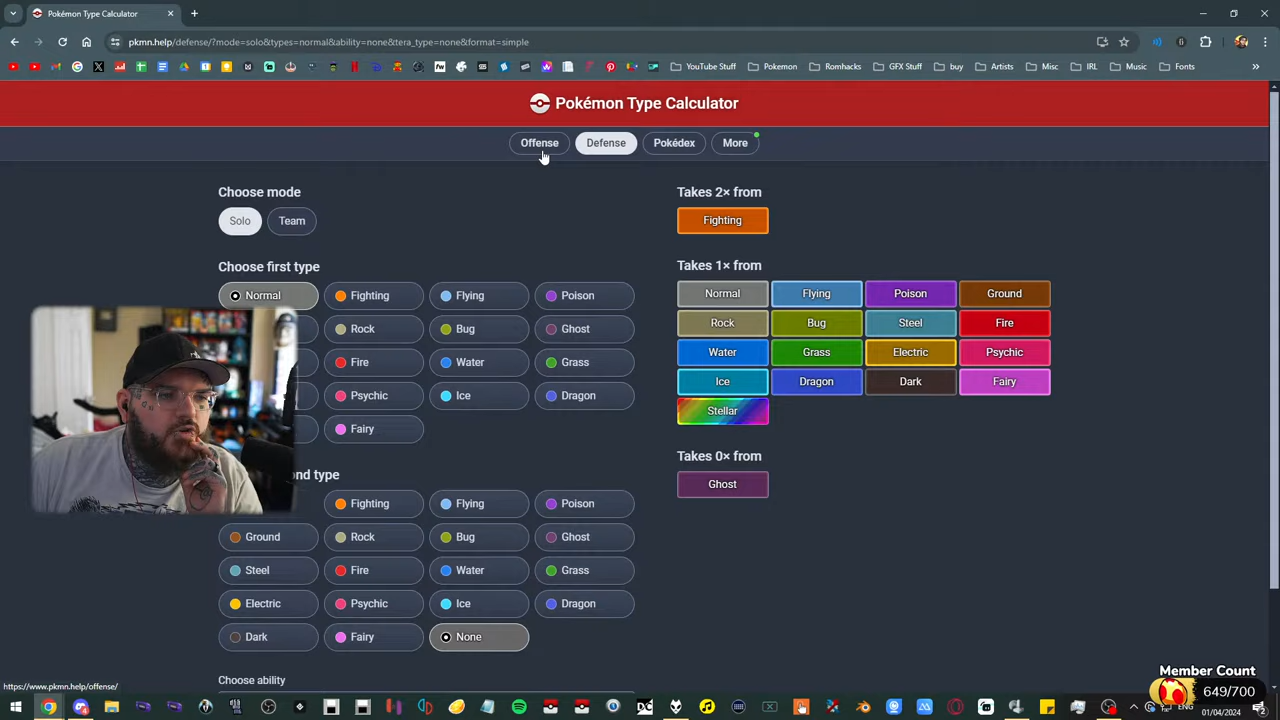 Pokémon Type Calculator
pkmn.help/defense/?mode=solo&types=normal&ability=none&tera_type=none&format=simple
YouTube Stuff Pokemon Romhacks GFX Stuff buy Artists Misc IRL Music Fonts
Pokémon Type Calculator
Offense Defense Pokédex More
Choose mode
Solo Team
Choose first type
Normal Fighting Flying Poison
Rock Bug Ghost
Fire Water Grass
Psychic Ice Dragon
Fairy
ond type
Fighting Flying Poison
Ground Rock Bug Ghost
Steel Fire Water Grass
Electric Psychic Ice Dragon
Dark Fairy None
Choose ability
Takes 2× from
Fighting
Takes 1× from
Normal Flying Poison Ground
Rock Bug Steel Fire
Water Grass Electric Psychic
Ice Dragon Dark Fairy
Stellar
Takes 0× from
Ghost
https://www.pkmn.help/offense/
Member Count
649/700
ENG
01/04/2024